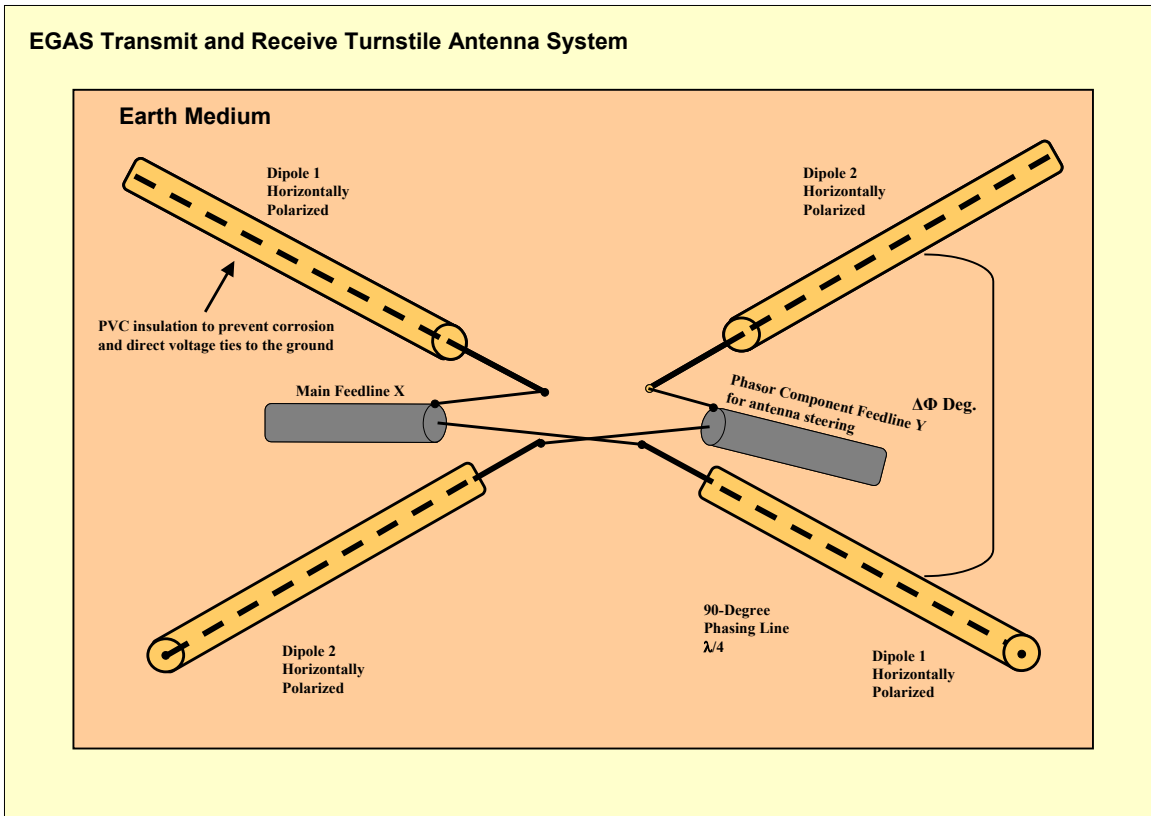 EGAS Transmit and Receive Turnstile Antenna System
Earth Medium
Dipole 1
Horizontally
Polarized
Dipole 2
Horizontally
Polarized
PVC insulation to prevent corrosion
and direct voltage ties to the ground
Main Feedline X
Phasor Component Feedline Y
for antenna steering
ΔΦ Deg.
90-Degree
Phasing Line
λ/4
Dipole 2
Horizontally
Polarized
Dipole 1
Horizontally
Polarized